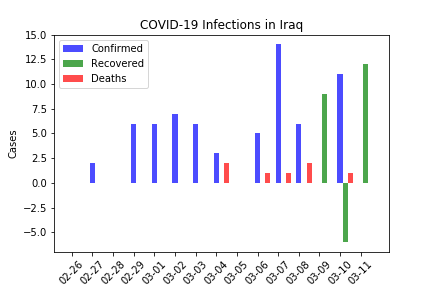 COVID-19 Infections in Iraq
15.0
12.5
10.0
7.5
5.0
2.5
0.0
−2.5
−5.0
Cases
Confirmed
Recovered
Deaths
02-26 02-27 02-28 02-29 03-01 03-02 03-03 03-04 03-05 03-06 03-07 03-08 03-09 03-10 03-11